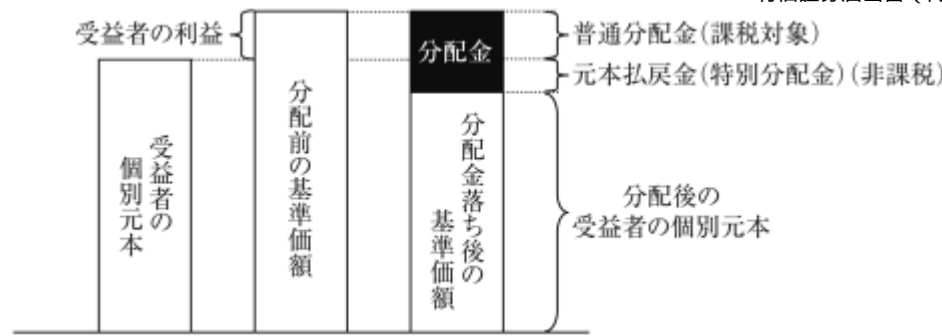 受益者の利益
受益者の
個別元本
分配前の基準価額
分配金
分配金落ち後の
基準価額
普通分配金(課税対象)
元本払戻金(特別分配金)(非課税)
分配後の
受益者の個別元本